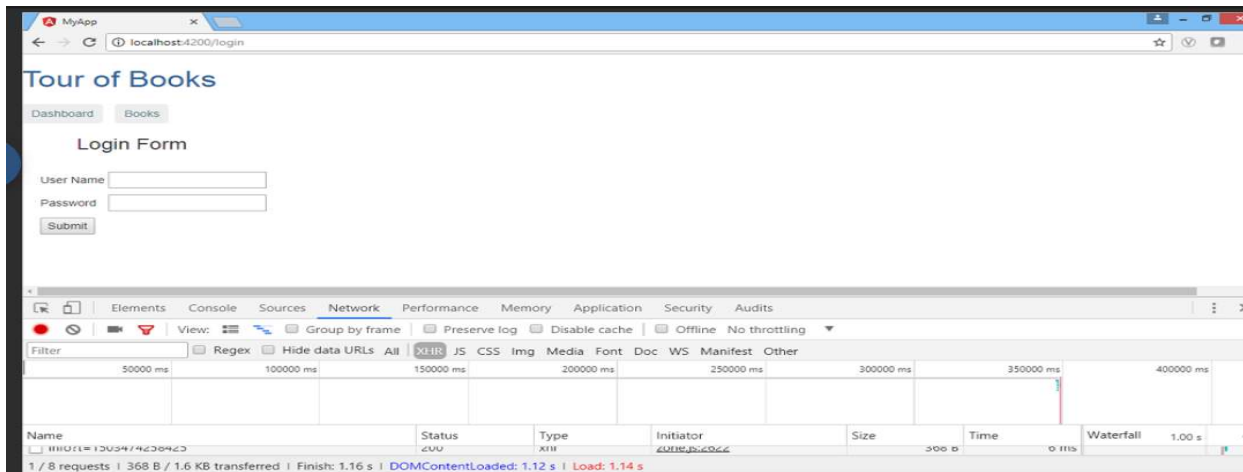 MyApp
localhost:4200/login
Tour of Books
Dashboard Books
Login Form
User Name
Password
Submit
Elements Console Sources Network Performance Memory Application Security Audits
View: Group by frame Preserve log Disable cache Offline No throttling
Filter Regex Hide data URLs All XHR JS CSS Img Media Font Doc WS Manifest Other
50000 ms 100000 ms 150000 ms 200000 ms 250000 ms 300000 ms 350000 ms 400000 ms
Name Status Type Initiator Size Time Waterfall 1.00 s
200 xhr zone.js:2622 368 B 6 ms
1 / 8 requests | 368 B / 1.6 KB transferred | Finish: 1.16 s | DOMContentLoaded: 1.12 s | Load: 1.14 s